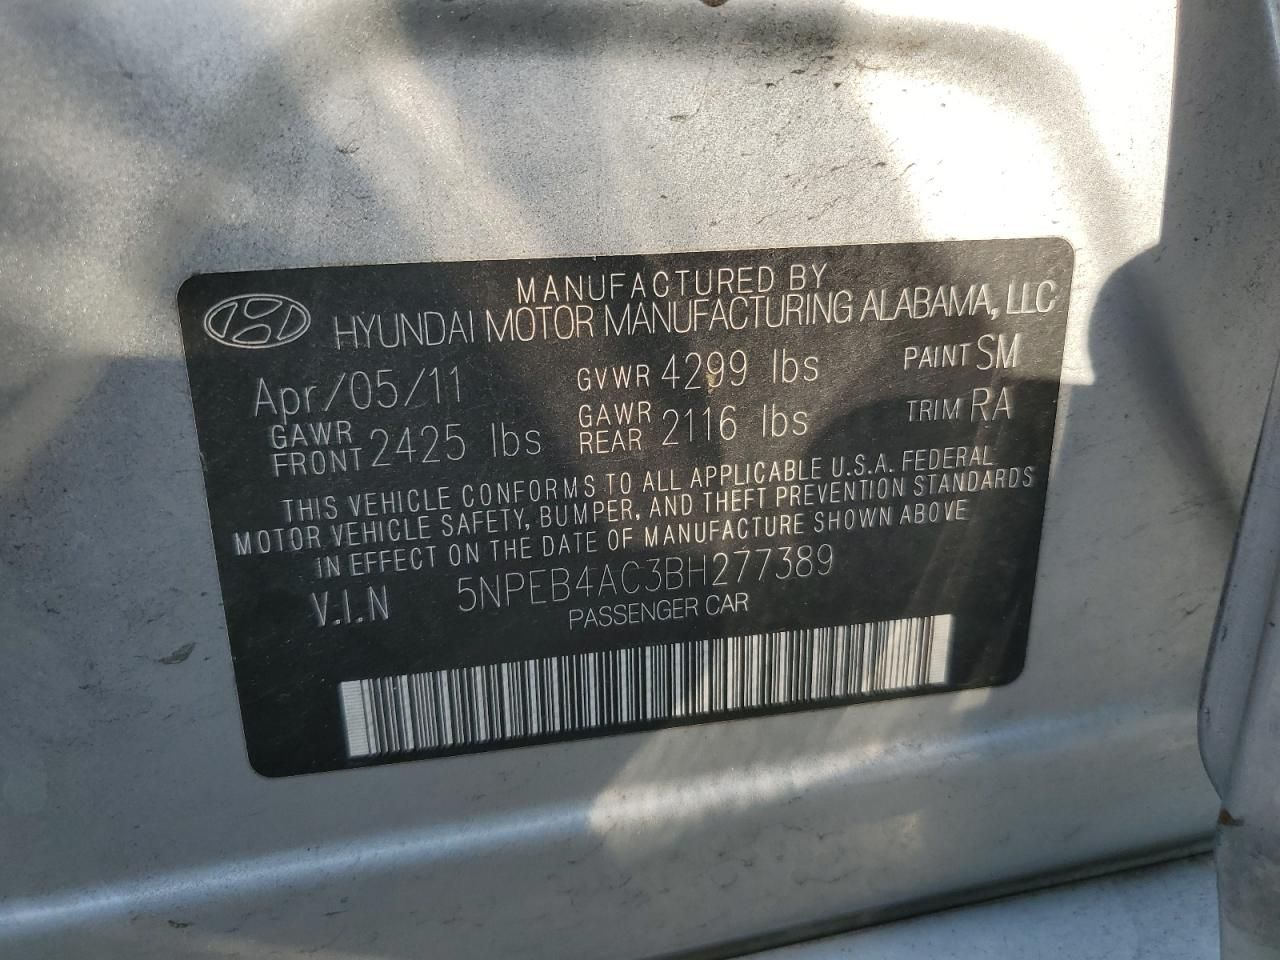 MANUFACTURED BY
HYUNDAI MOTOR MANUFACTURING ALABAMA, LLC
Apr/05/11 GVWR 4299 lbs PAINT SM
GAWR FRONT 2425 lbs GAWR REAR 2116 lbs TRIM RA
THIS VEHICLE CONFORMS TO ALL APPLICABLE U.S.A. FEDERAL
MOTOR VEHICLE SAFETY, BUMPER, AND THEFT PREVENTION STANDARDS
IN EFFECT ON THE DATE OF MANUFACTURE SHOWN ABOVE
V.I.N 5NPEB4AC3BH277389
PASSENGER CAR